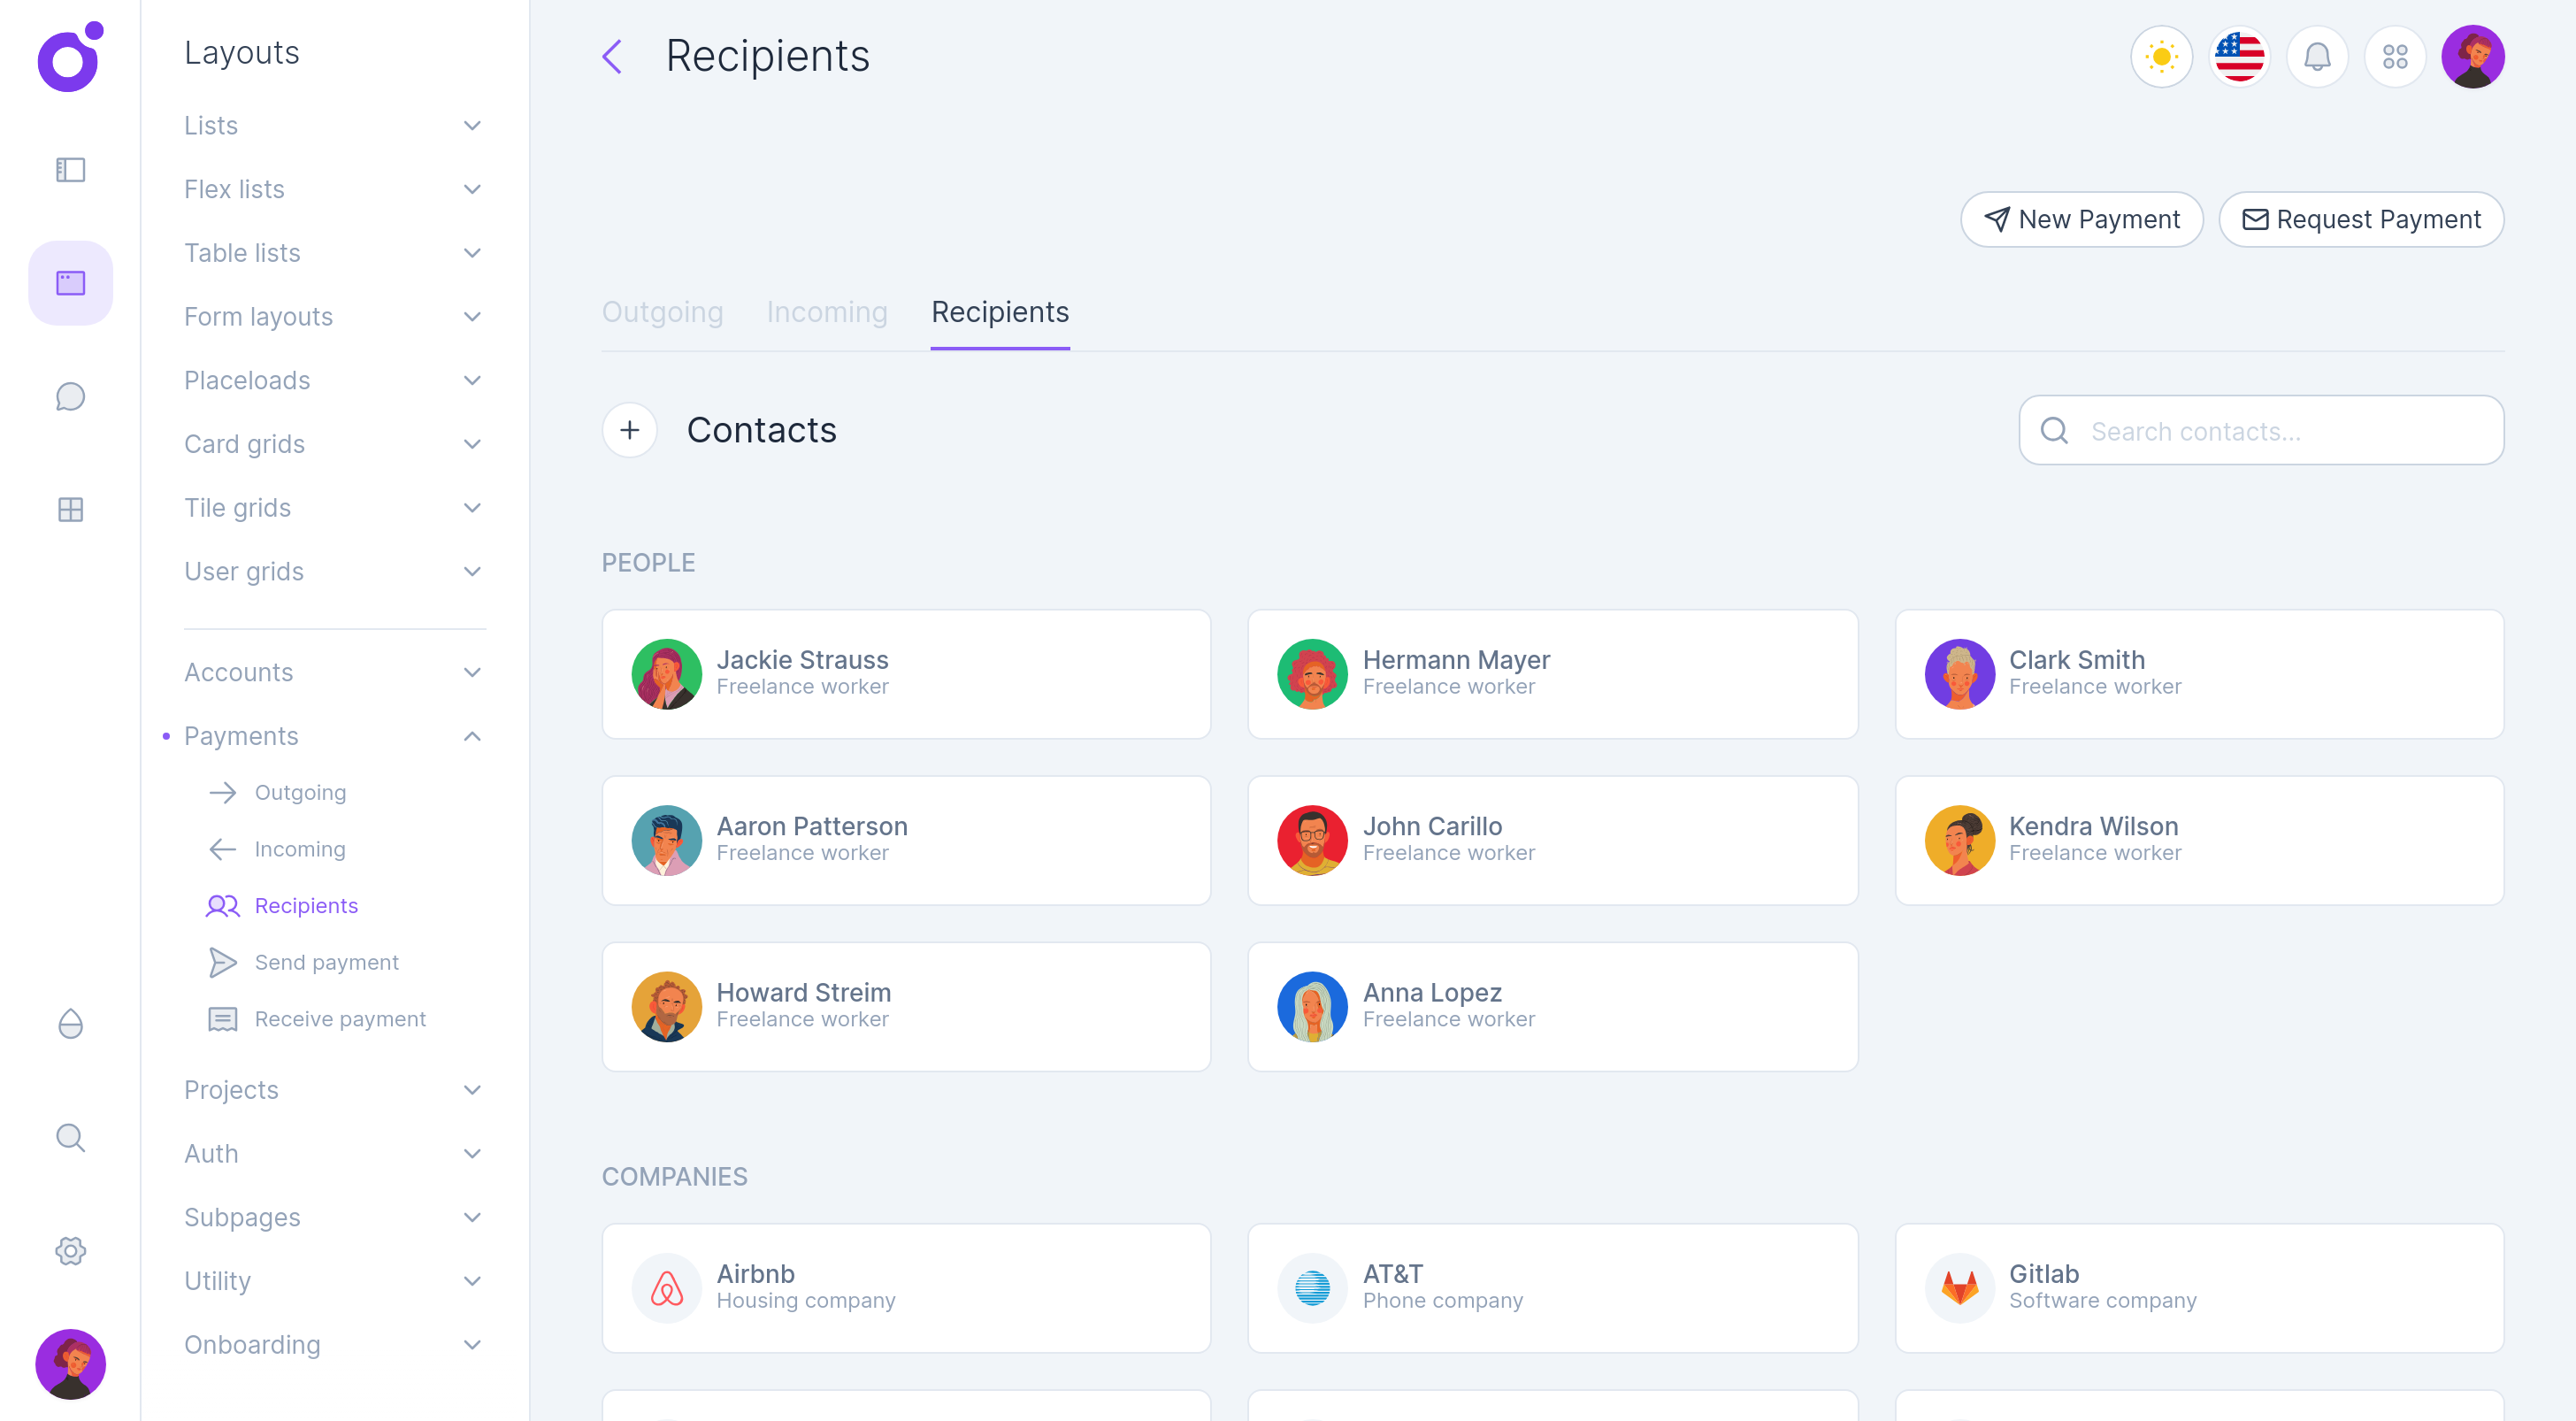 Layouts
Lists
Flex lists
Table lists
Form layouts
Placeloads
Card grids
Tile grids
User grids
Accounts
Payments
Outgoing
Incoming
Recipients
Send payment
Receive payment
Projects
Auth
Subpages
Utility
Onboarding
Recipients
New Payment
Request Payment
Outgoing
Incoming
Recipients
Contacts
Search contacts...
PEOPLE
Jackie Strauss
Freelance worker
Hermann Mayer
Freelance worker
Clark Smith
Freelance worker
Aaron Patterson
Freelance worker
John Carillo
Freelance worker
Kendra Wilson
Freelance worker
Howard Streim
Freelance worker
Anna Lopez
Freelance worker
COMPANIES
Airbnb
Housing company
AT&T
Phone company
Gitlab
Software company